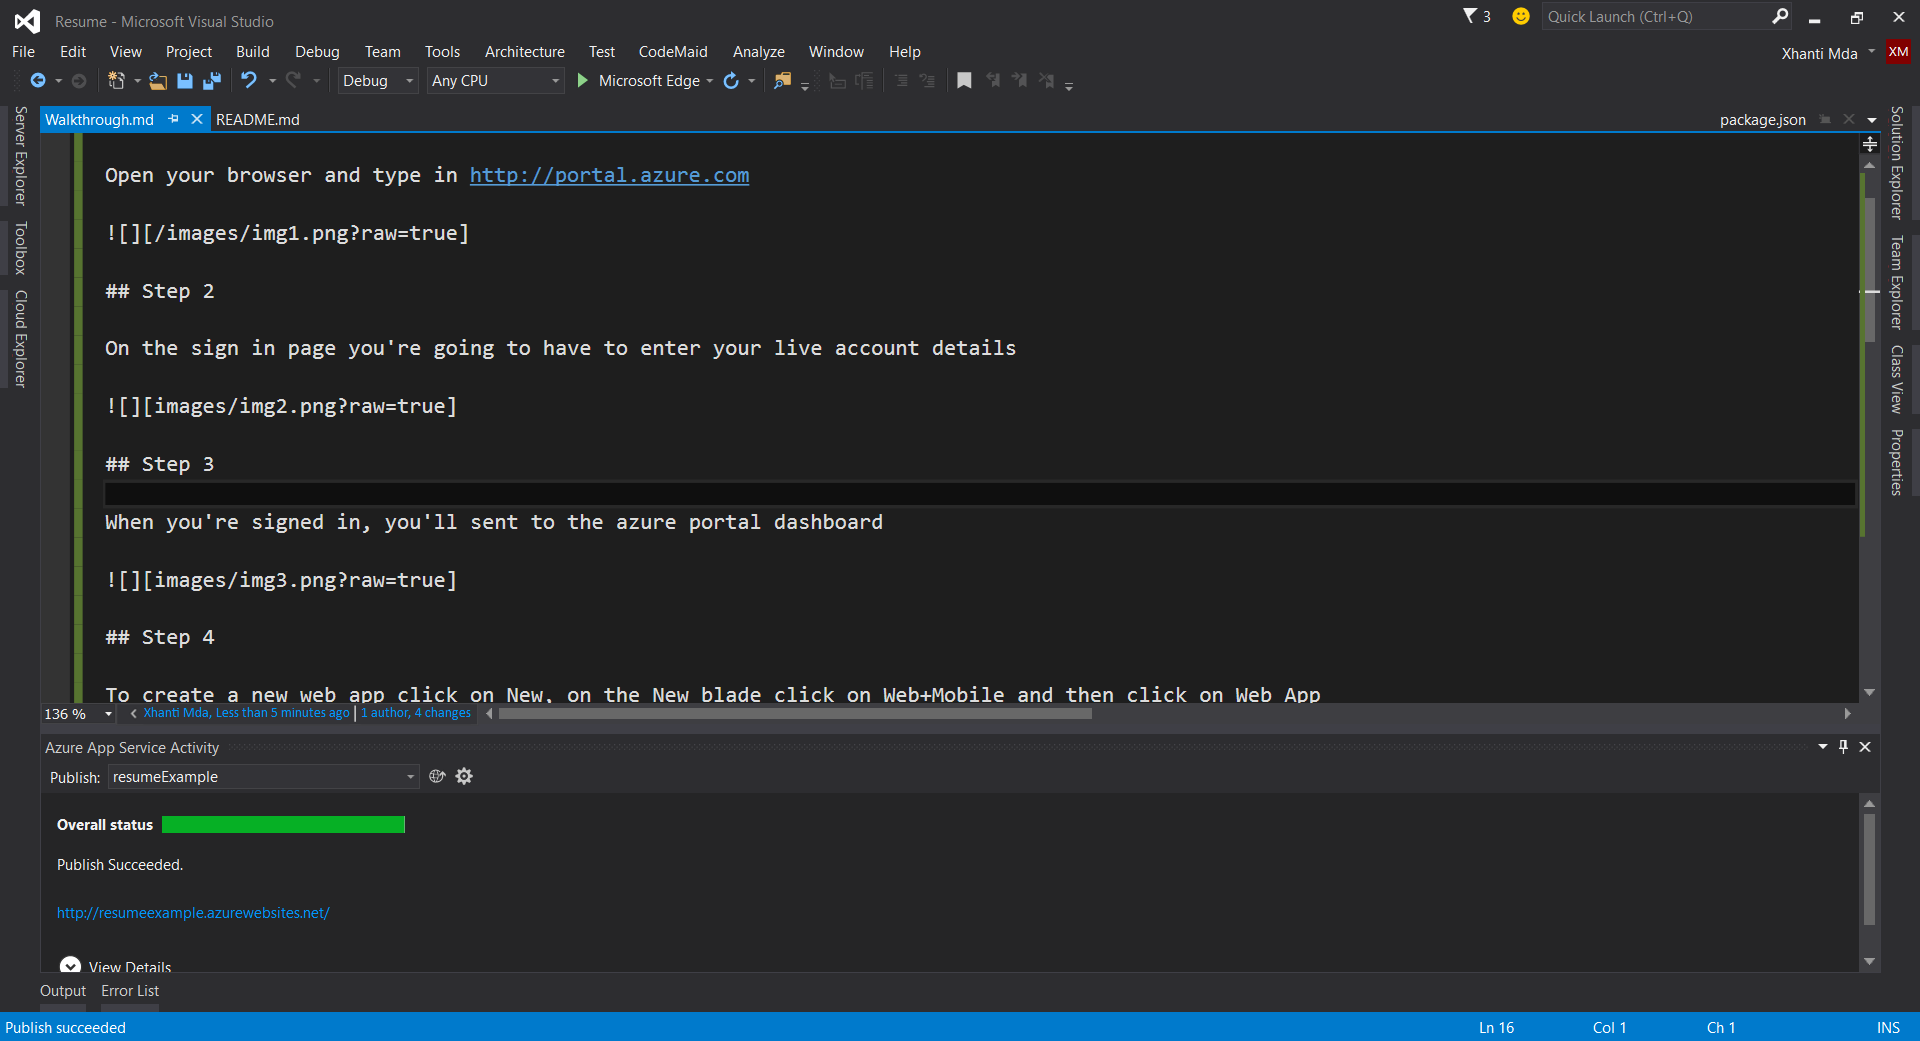 Resume - Microsoft Visual Studio
3
Quick Launch (Ctrl+Q)
File Edit View Project Build Debug Team Tools Architecture Test CodeMaid Analyze Window Help
Xhanti Mda XM
Debug Any CPU Microsoft Edge
Server Explorer
Toolbox
Cloud Explorer
Walkthrough.md README.md package.json
Open your browser and type in http://portal.azure.com
![][/images/img1.png?raw=true]
## Step 2
On the sign in page you're going to have to enter your live account details
![][images/img2.png?raw=true]
## Step 3
When you're signed in, you'll sent to the azure portal dashboard
![][images/img3.png?raw=true]
## Step 4
To create a new web app click on New, on the New blade click on Web+Mobile and then click on Web App
136 % Xhanti Mda, Less than 5 minutes ago | 1 author, 4 changes
Solution Explorer
Team Explorer
Class View
Properties
Azure App Service Activity
Publish: resumeExample
Overall status
Publish Succeeded.
http://resumeexample.azurewebsites.net/
View Details
Output Error List
Publish succeeded Ln 16 Col 1 Ch 1 INS